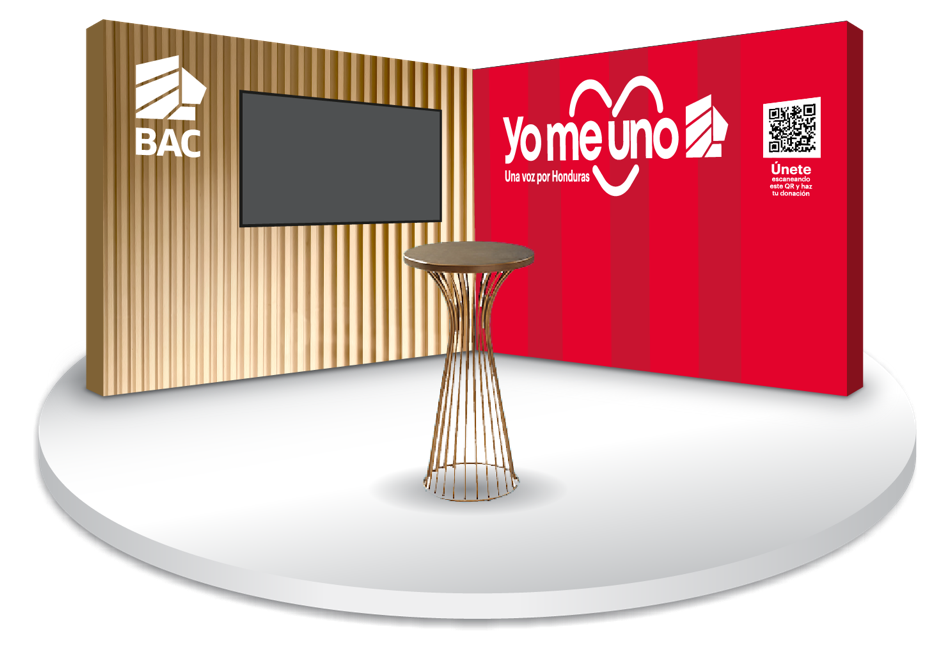 BAC
Yo me uno
Una voz por Honduras
Únete
escaneando
este QR y haz
tu donación